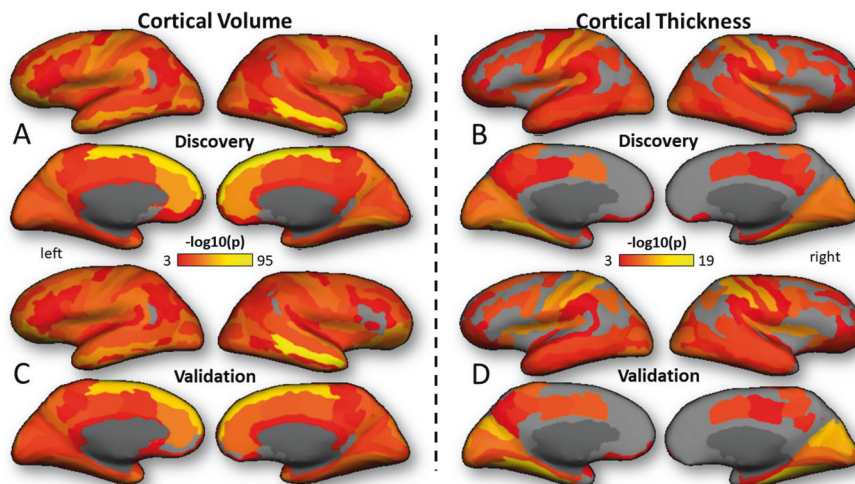 Cortical Volume
Cortical Thickness
A
B
Discovery
Discovery
left
-log10(p)
3 95
-log10(p)
3 19
right
C
D
Validation
Validation